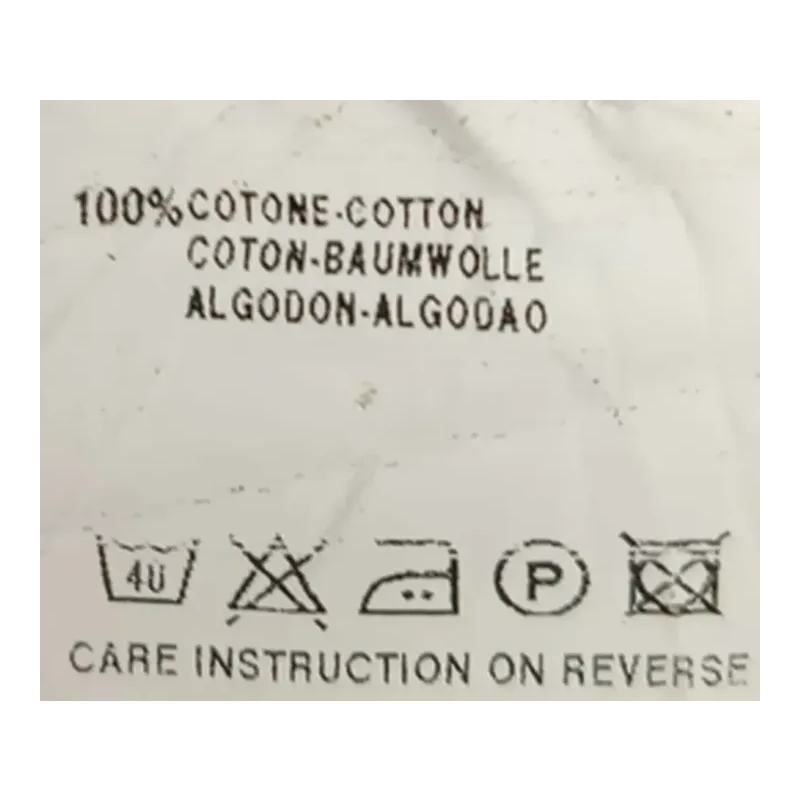 100% COTONE-COTTON
COTON-BAUMWOLLE
ALGODON-ALGODAO
40 P
CARE INSTRUCTION ON REVERSE